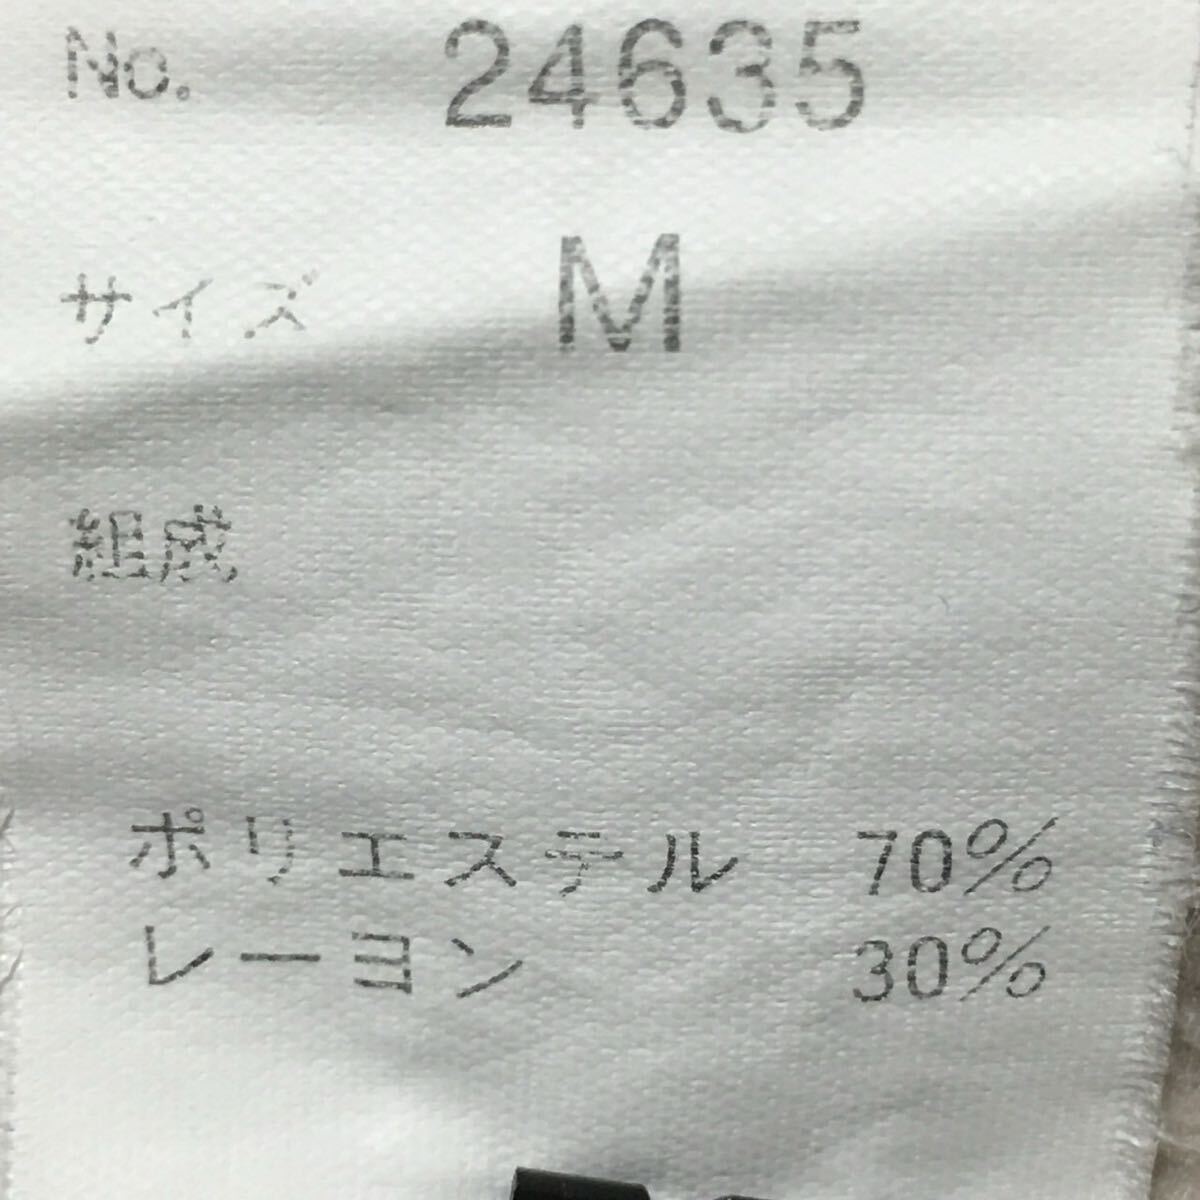 No. 24635
サイズ M
組成
ポリエステル 70%
レーヨン 30%